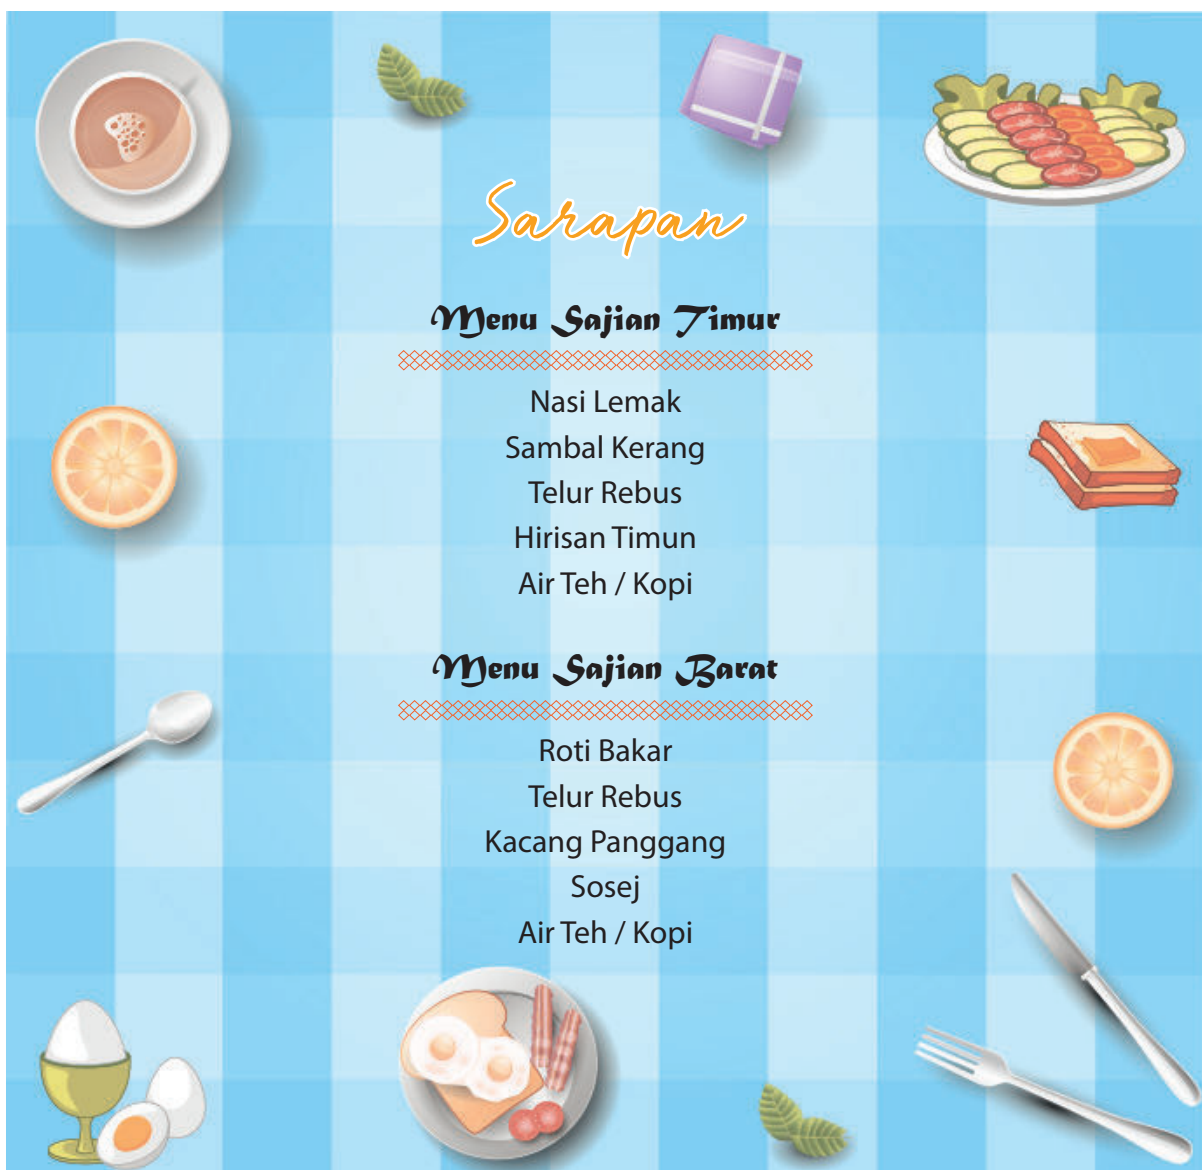 Sarapan
Menu Sajian Timur
Nasi Lemak
Sambal Kerang
Telur Rebus
Hirisan Timun
Air Teh / Kopi
Menu Sajian Barat
Roti Bakar
Telur Rebus
Kacang Panggang
Sosej
Air Teh / Kopi